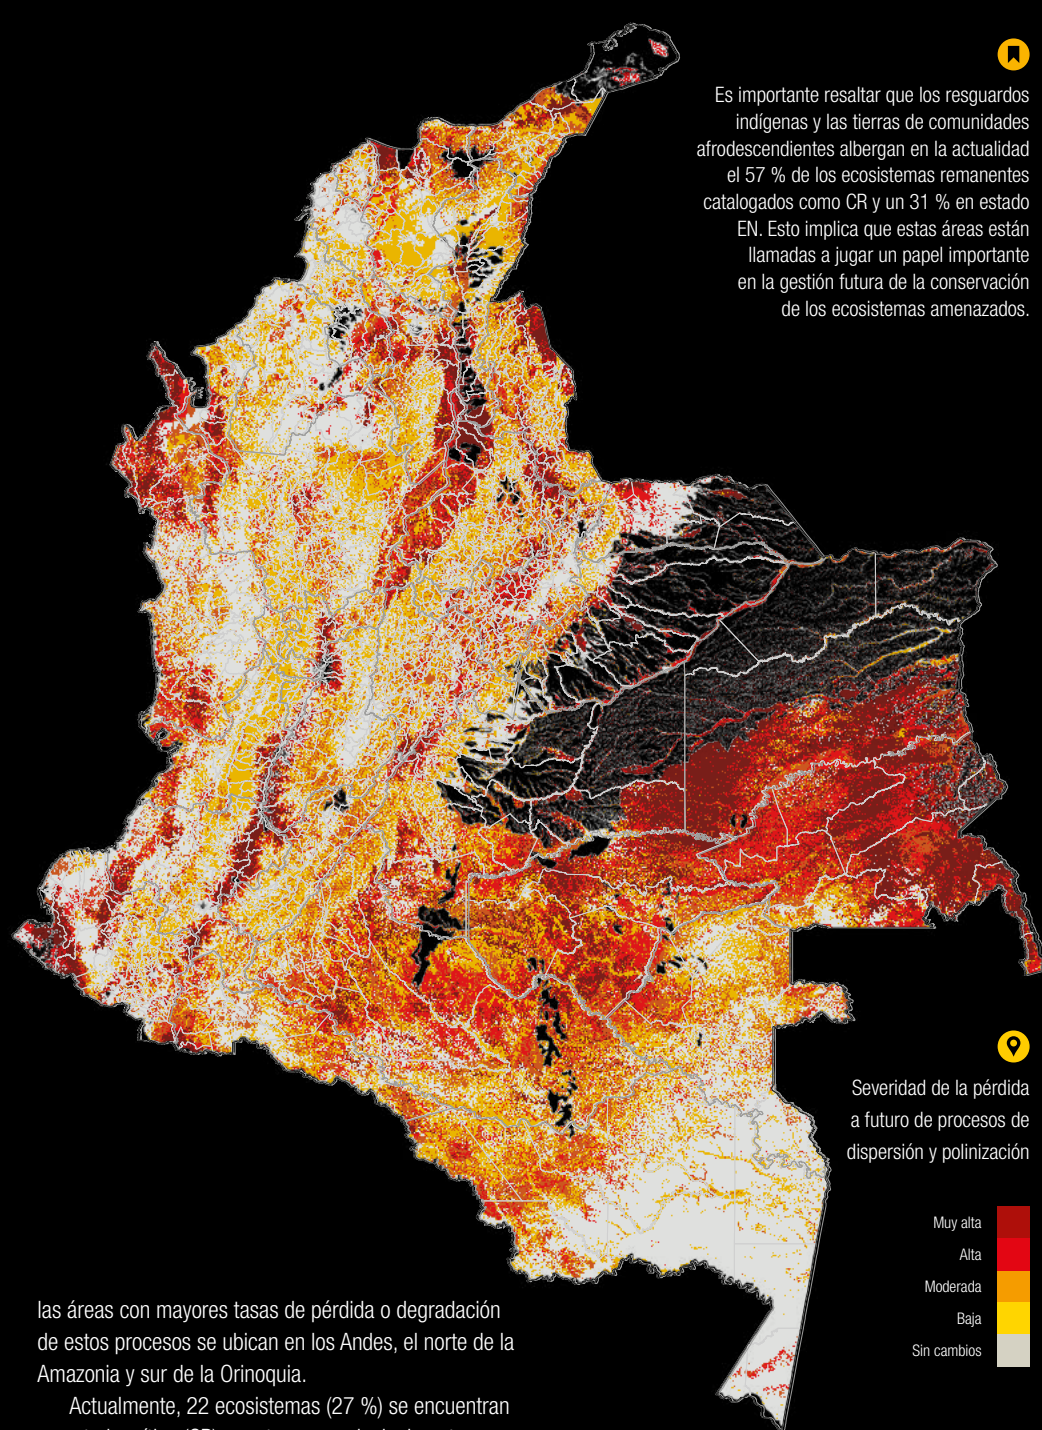 Es importante resaltar que los resguardos
indígenas y las tierras de comunidades
afrodescendientes albergan en la actualidad
el 57 % de los ecosistemas remanentes
catalogados como CR y un 31 % en estado
EN. Esto implica que estas áreas están
llamadas a jugar un papel importante
en la gestión futura de la conservación
de los ecosistemas amenazados.
Severidad de la pérdida
a futuro de procesos de
dispersión y polinización
Muy alta
Alta
Moderada
Baja
Sin cambios
las áreas con mayores tasas de pérdida o degradación
de estos procesos se ubican en los Andes, el norte de la
Amazonia y sur de la Orinoquia.
Actualmente, 22 ecosistemas (27 %) se encuentran